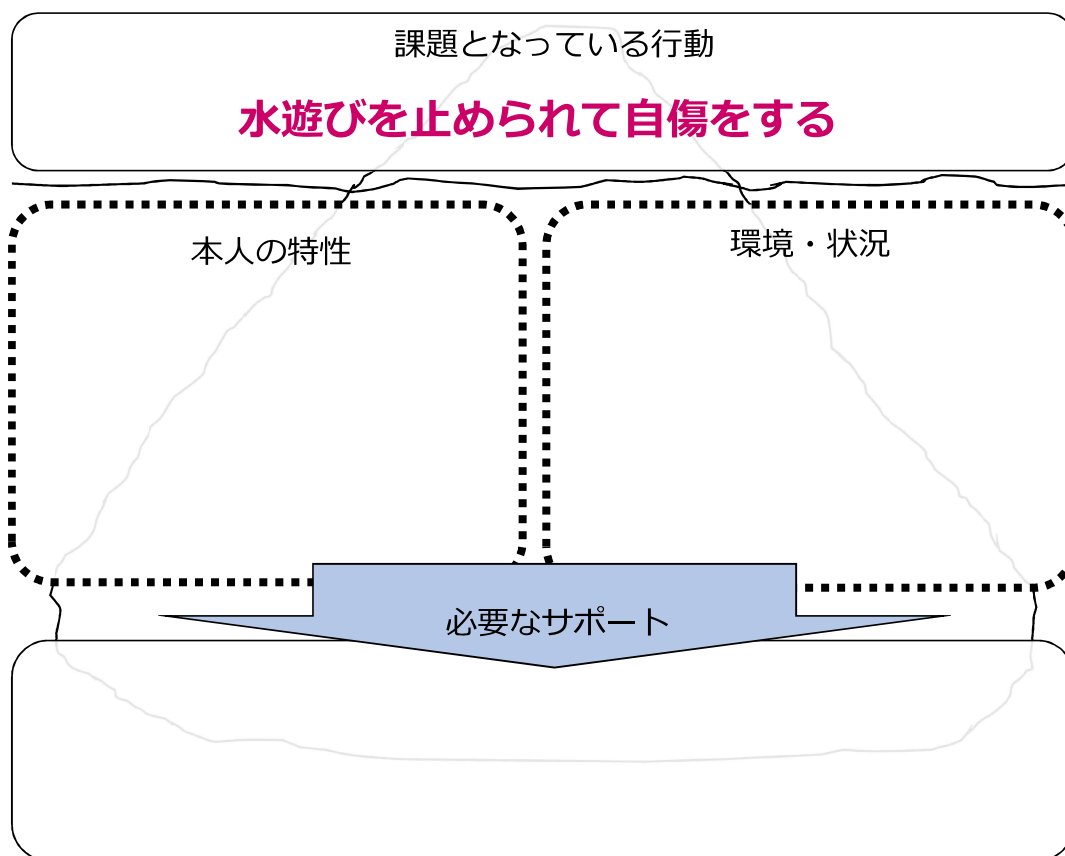 課題となっている行動
水遊びを止められて自傷をする
本人の特性
環境・状況
必要なサポート